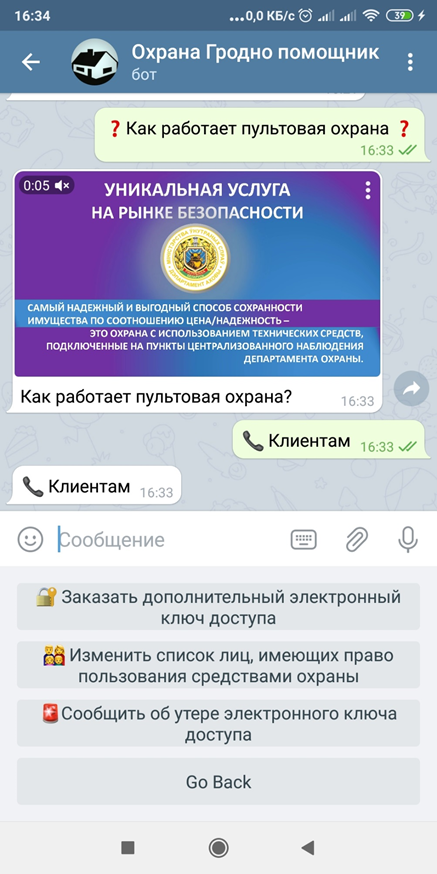 16:34
...0,0 КБ/с
39
Охрана Гродно помощник
бот
❓ Как работает пультовая охрана ❓
16:33
0:05
УНИКАЛЬНАЯ УСЛУГА
НА РЫНКЕ БЕЗОПАСНОСТИ
САМЫЙ НАДЕЖНЫЙ И ВЫГОДНЫЙ СПОСОБ СОХРАННОСТИ
ИМУЩЕСТВА ПО СООТНОШЕНИЮ ЦЕНА/НАДЕЖНОСТЬ –
ЭТО ОХРАНА С ИСПОЛЬЗОВАНИЕМ ТЕХНИЧЕСКИХ СРЕДСТВ,
ПОДКЛЮЧЕННЫЕ НА ПУНКТЫ ЦЕНТРАЛИЗОВАННОГО НАБЛЮДЕНИЯ
ДЕПАРТАМЕНТА ОХРАНЫ.
Как работает пультовая охрана?
16:33
📞 Клиентам
16:33
📞 Клиентам
16:33
Сообщение
🔐 Заказать дополнительный электронный
ключ доступа
👨‍👩‍👧‍👦 Изменить список лиц, имеющих право
пользования средствами охраны
🚨Сообщить об утере электронного ключа
доступа
Go Back